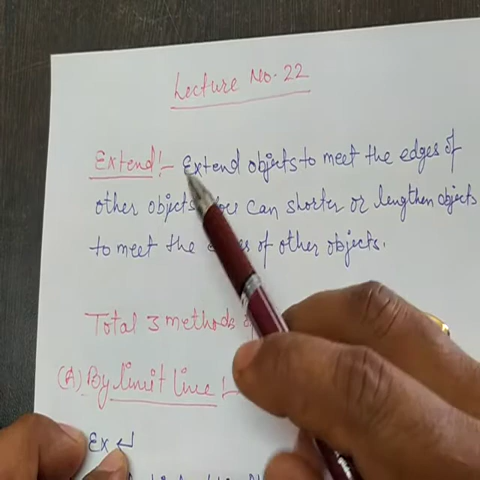 Lecture No. 22
Extend!- Extend objects to meet the edges of
other objects. can shorter or lengthen objects
to meet the of other objects.
Total 3 methods
(A) By limit line!-
Ex ↵